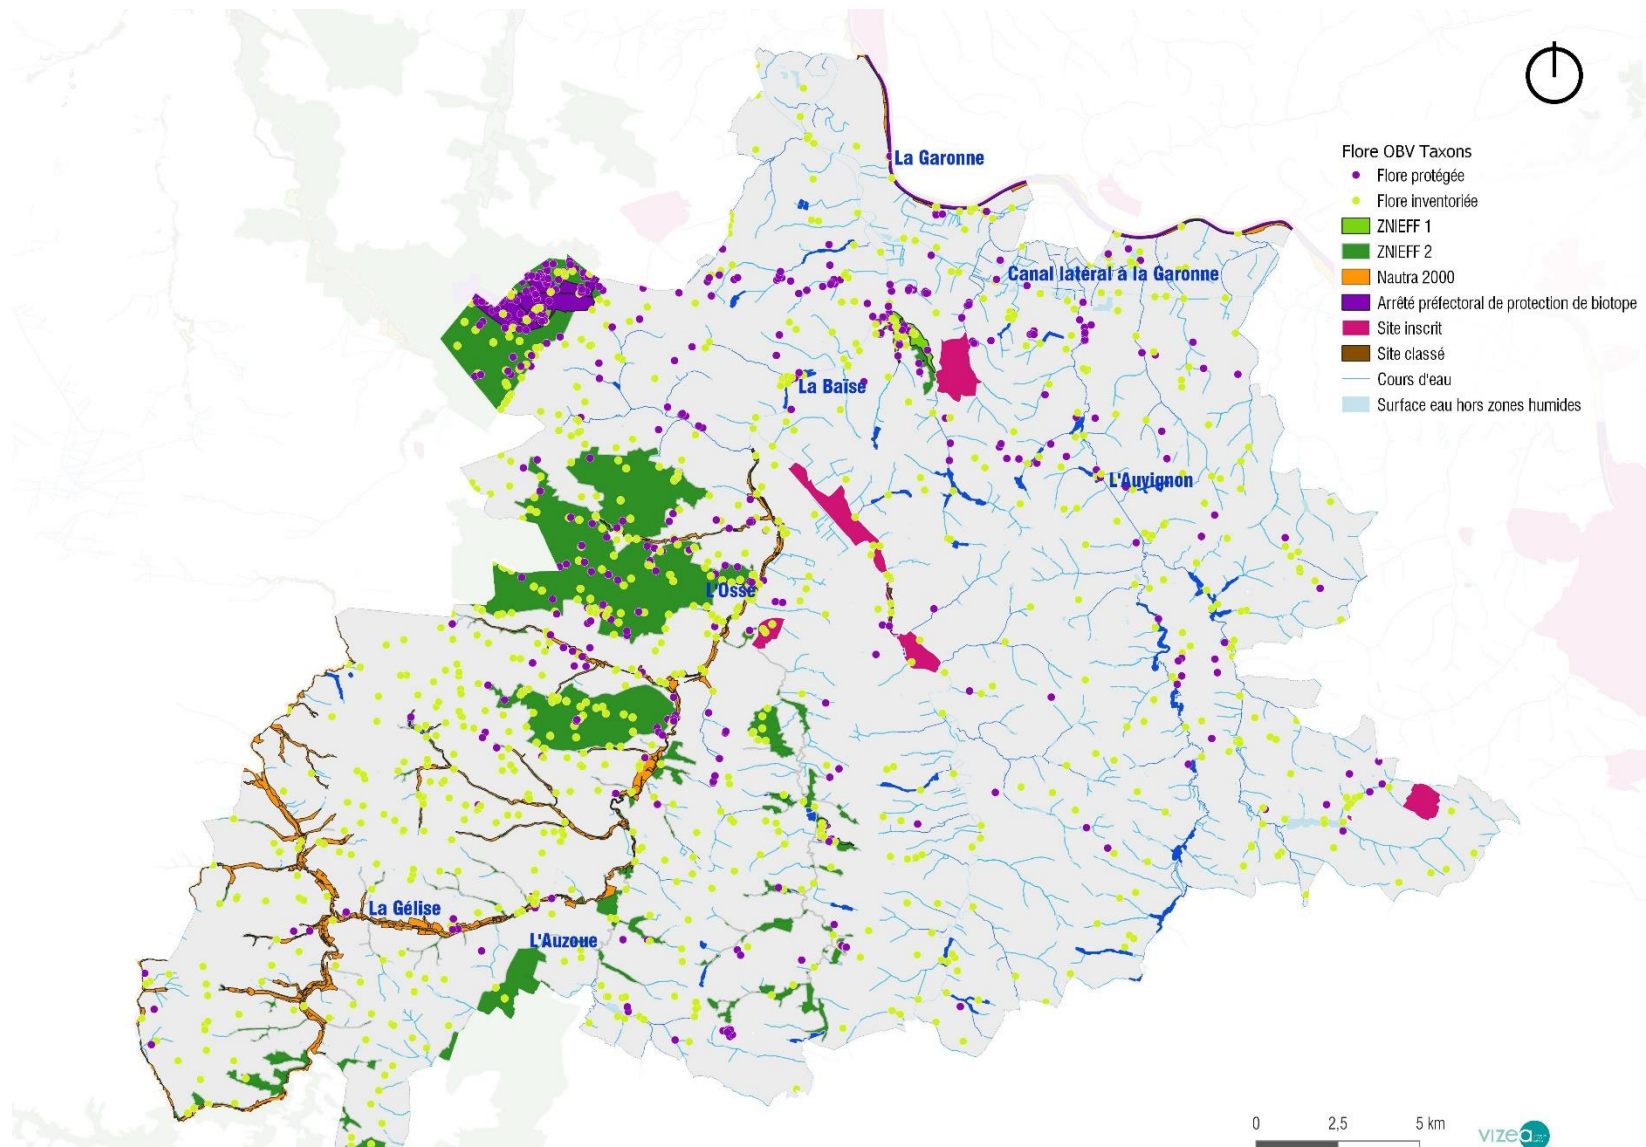 La Garonne
Flore OBV Taxons
Flore protégée
Flore inventoriée
ZNIEFF 1
ZNIEFF 2
Nautra 2000
Arrêté préfectoral de protection de biotope
Site inscrit
Site classé
Cours d'eau
Surface eau hors zones humides
Canal latéral à la Garonne
La Baïse
L'Auvignon
L'Osse
La Gélise
L'Auzoue
0 2,5 5 km
vizea